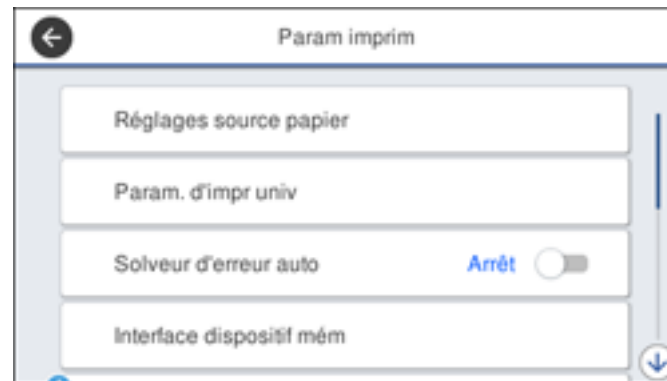 Param imprim
Réglages source papier
Param. d'impr univ
Solveur d'erreur auto Arrêt
Interface dispositif mém